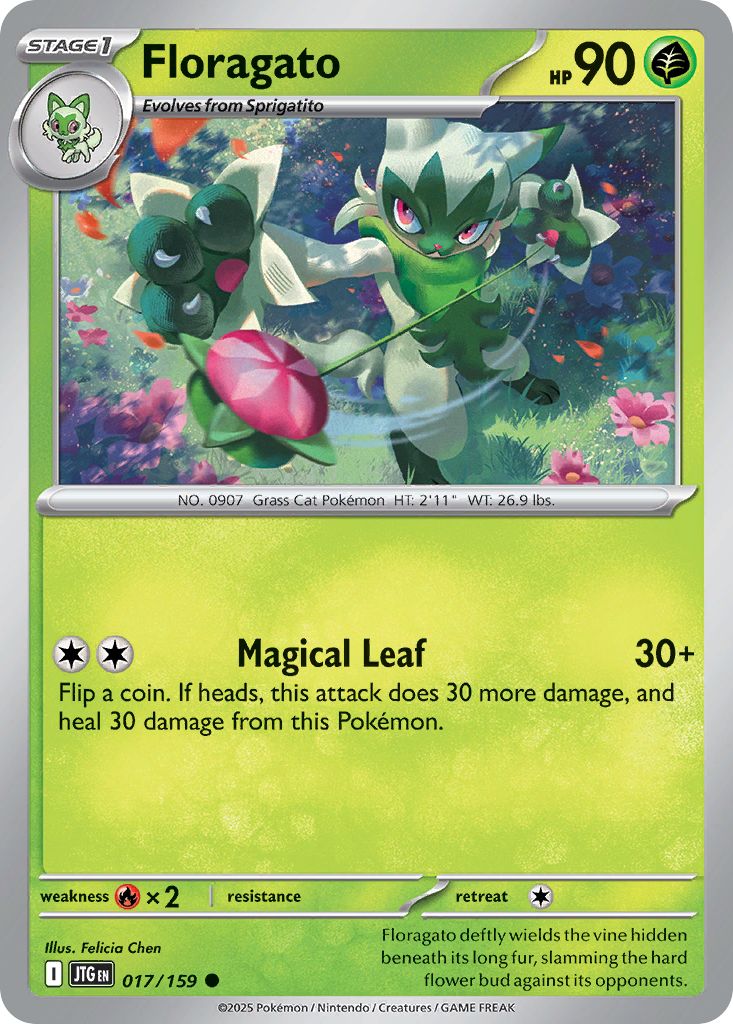 STAGE 1
Floragato
HP 90
Evolves from Sprigatito
NO. 0907 Grass Cat Pokémon HT: 2'11" WT: 26.9 lbs.
Magical Leaf 30+
Flip a coin. If heads, this attack does 30 more damage, and
heal 30 damage from this Pokémon.
weakness ×2 resistance retreat
Illus. Felicia Chen
I JTG EN 017/159
Floragato deftly wields the vine hidden
beneath its long fur, slamming the hard
flower bud against its opponents.
©2025 Pokémon / Nintendo / Creatures / GAME FREAK